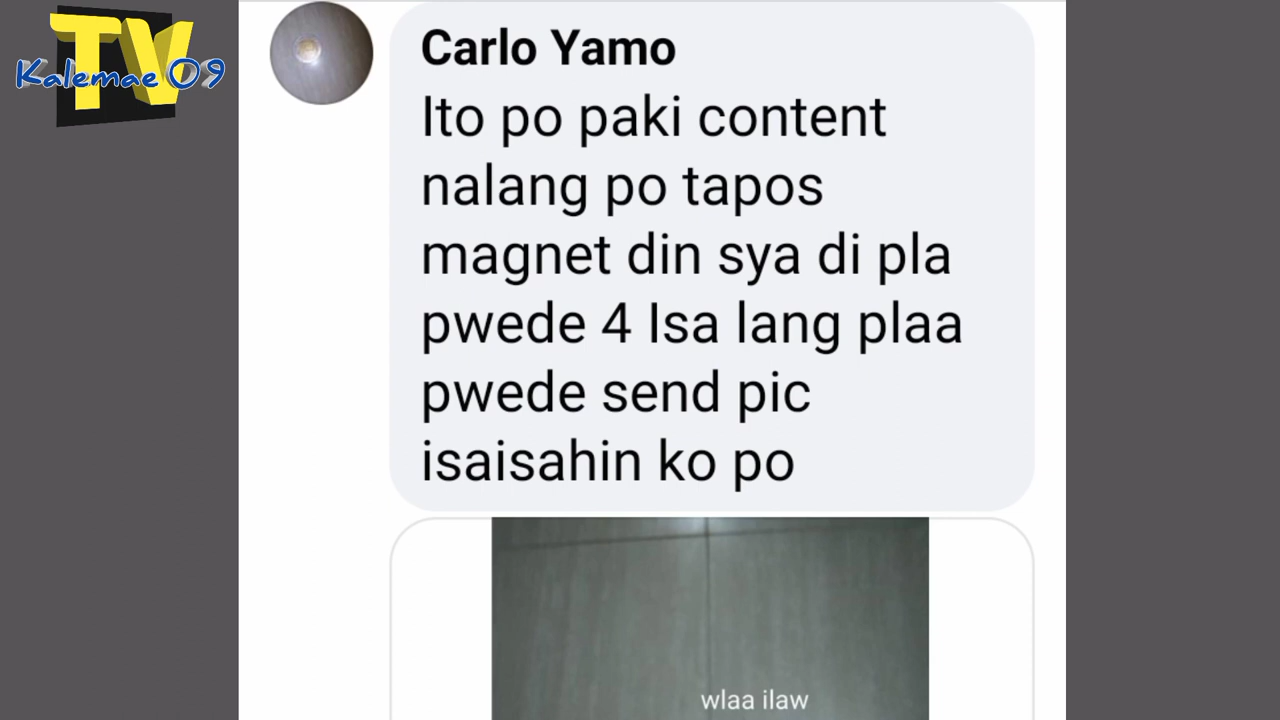 TV
Kalemae 09
Carlo Yamo
Ito po paki content
nalang po tapos
magnet din sya di pla
pwede 4 Isa lang plaa
pwede send pic
isaisahin ko po
wlaa ilaw